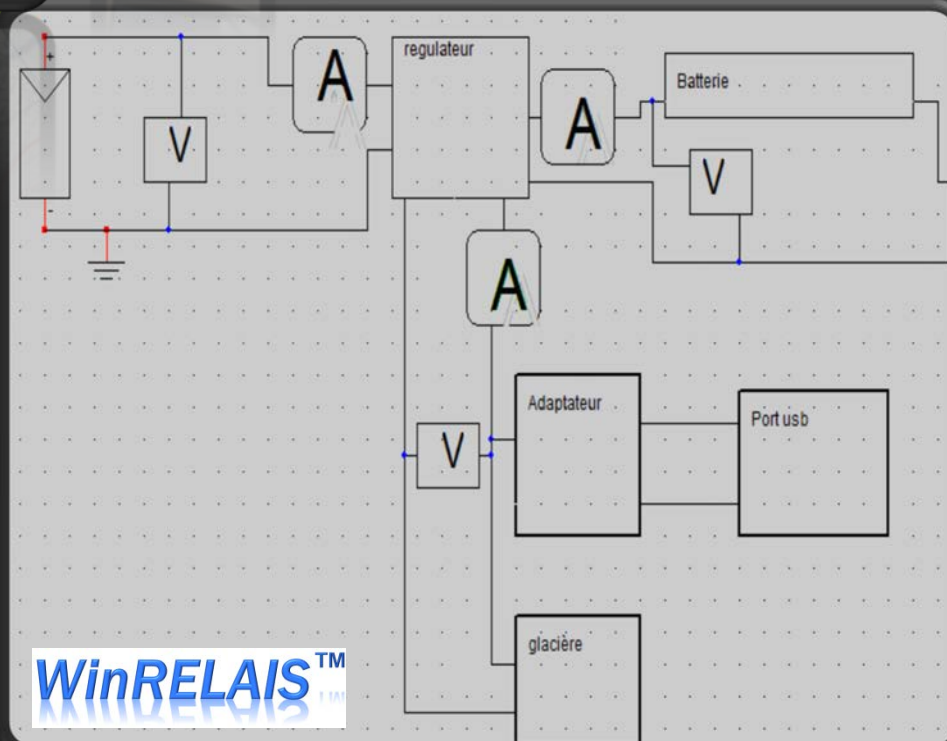 +
-
V
A
regulateur
A
Batterie
V
A
V
Adaptateur
Port usb
glacière
WinRELAIS™